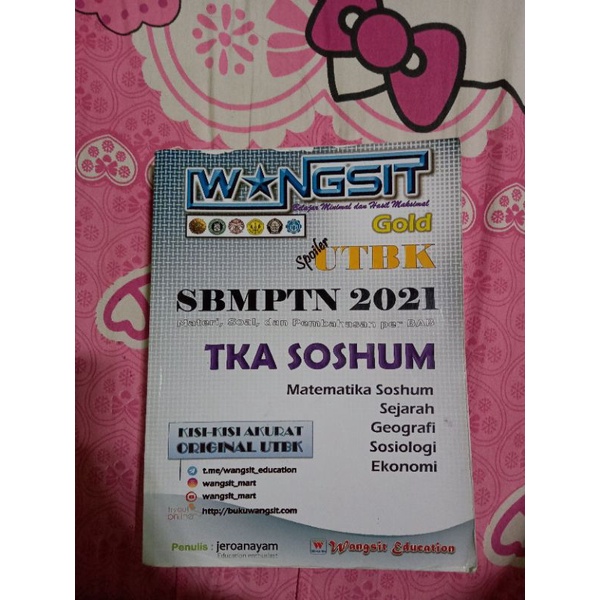 WANGSIT
Belajar Minimal dan Hasil Maksimal
Gold
Spoiler UTBK
SBMPTN 2021
Materi, Soal, dan Pembahasan per BAB
TKA SOSHUM
Matematika Soshum
Sejarah
Geografi
Sosiologi
Ekonomi
KISI-KISI AKURAT
ORIGINAL UTBK
t.me/wangsit_education
wangsit_mart
wangsit_mart
tryout online http://bukuwangsit.com
Penulis : jeroanayam
W Wangsit Education